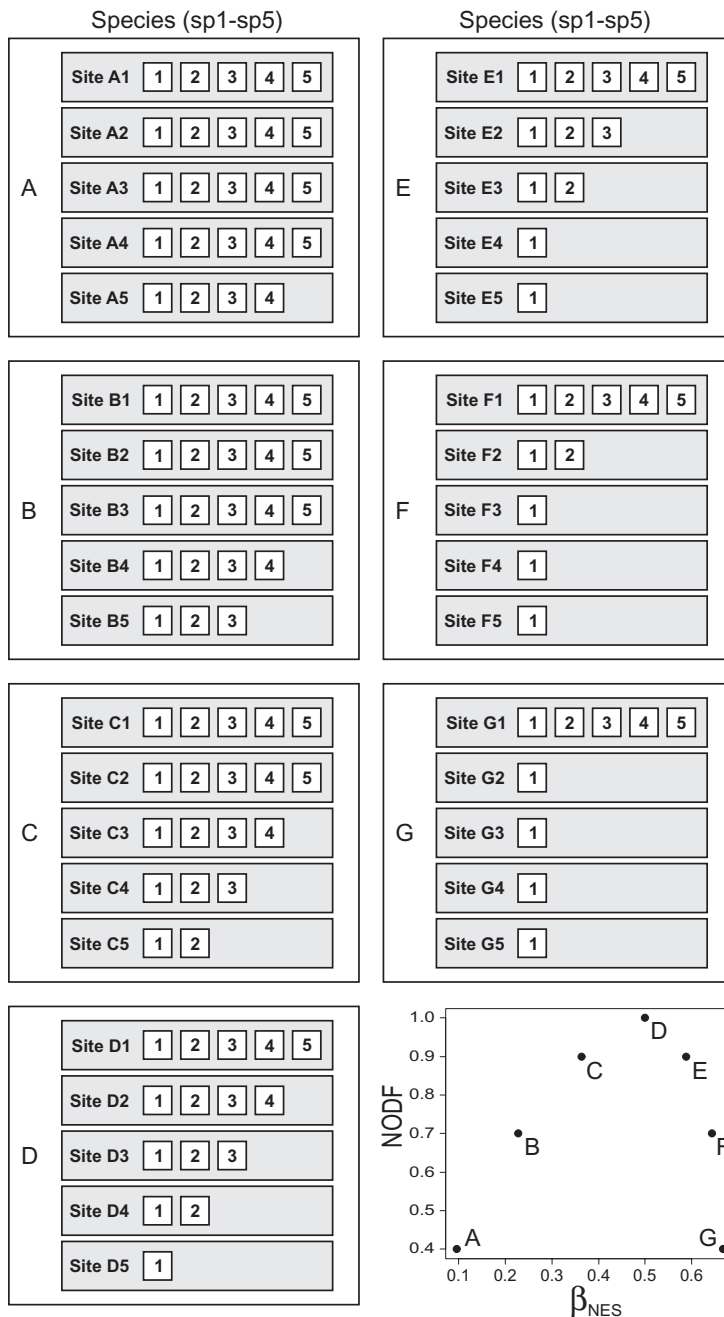 Species (sp1-sp5)
A
Site A1 1 2 3 4 5
Site A2 1 2 3 4 5
Site A3 1 2 3 4 5
Site A4 1 2 3 4 5
Site A5 1 2 3 4
B
Site B1 1 2 3 4 5
Site B2 1 2 3 4 5
Site B3 1 2 3 4 5
Site B4 1 2 3 4
Site B5 1 2 3
C
Site C1 1 2 3 4 5
Site C2 1 2 3 4 5
Site C3 1 2 3 4
Site C4 1 2 3
Site C5 1 2
D
Site D1 1 2 3 4 5
Site D2 1 2 3 4
Site D3 1 2 3
Site D4 1 2
Site D5 1
Species (sp1-sp5)
E
Site E1 1 2 3 4 5
Site E2 1 2 3
Site E3 1 2
Site E4 1
Site E5 1
F
Site F1 1 2 3 4 5
Site F2 1 2
Site F3 1
Site F4 1
Site F5 1
G
Site G1 1 2 3 4 5
Site G2 1
Site G3 1
Site G4 1
Site G5 1
NODF
1.0
0.9
0.8
0.7
0.6
0.5
0.4
A
B
C
D
E
F
G
0.1 0.2 0.3 0.4 0.5 0.6
βNES